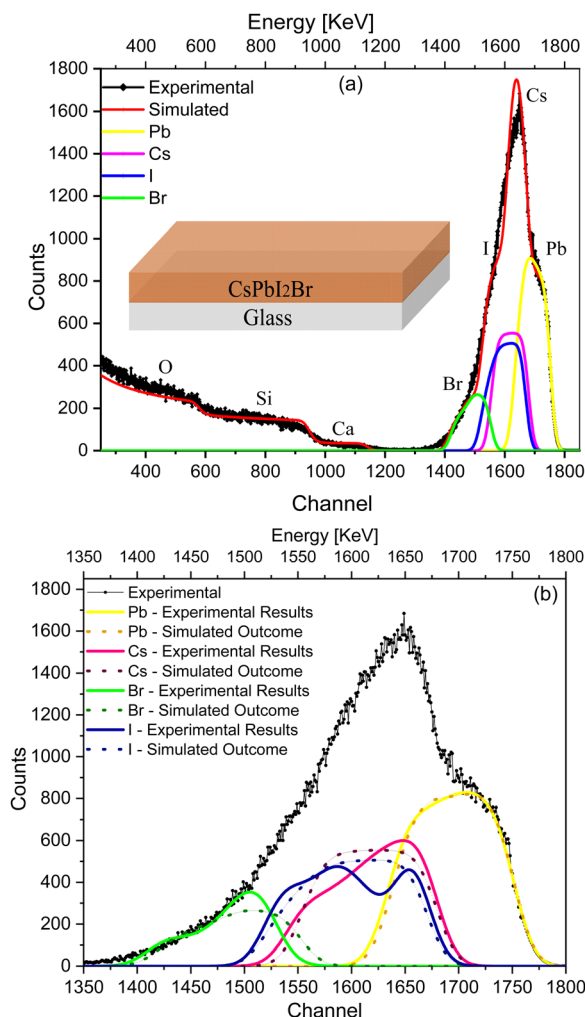 Energy [KeV]
400 600 800 1000 1200 1400 1600 1800
1800
1600
1400
1200
1000
800
600
400
200
0
(a)
Experimental
Simulated
Pb
Cs
I
Br
Cs
I
Pb
CsPbI2Br
Glass
O
Si
Ca
Br
Counts
400 600 800 1000 1200 1400 1600 1800
Channel
Energy [KeV]
1350 1400 1450 1500 1550 1600 1650 1700 1750 1800
1800
1600
1400
1200
1000
800
600
400
200
0
(b)
Experimental
Pb - Experimental Results
Pb - Simulated Outcome
Cs - Experimental Results
Cs - Simulated Outcome
Br - Experimental Results
Br - Simulated Outcome
I - Experimental Results
I - Simulated Outcome
Counts
1350 1400 1450 1500 1550 1600 1650 1700 1750 1800
Channel